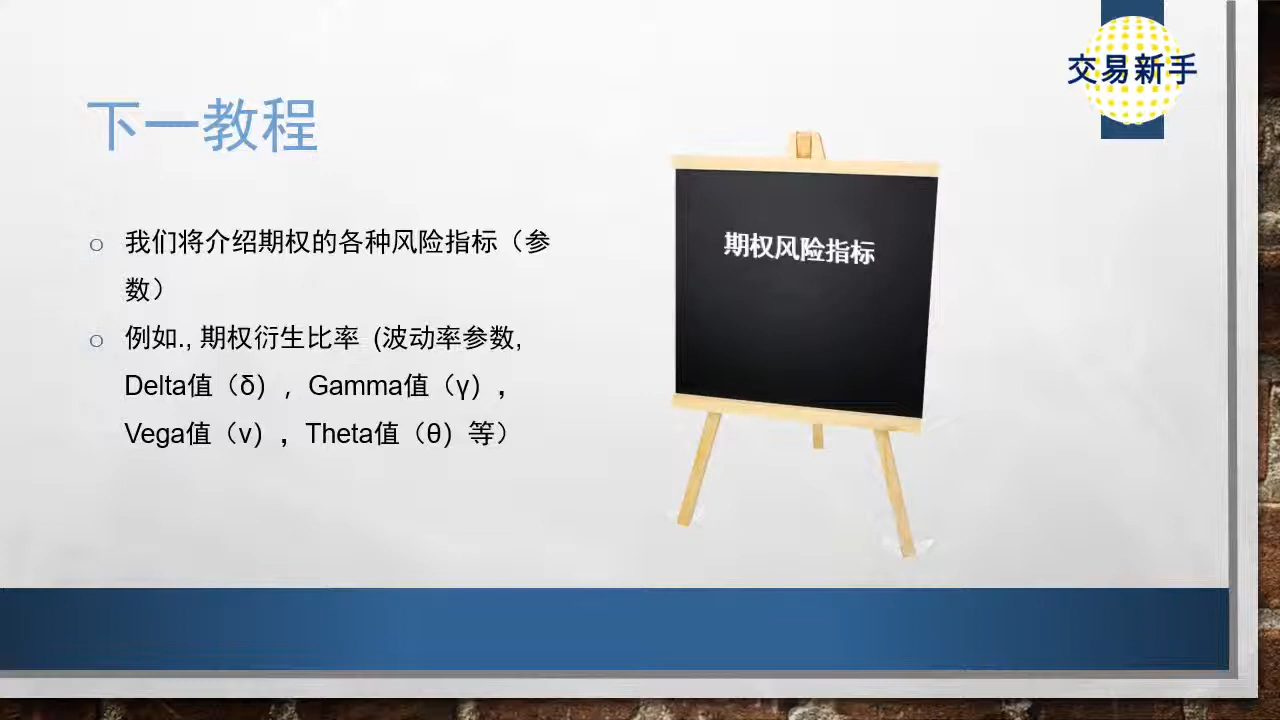 交易新手
下一教程
我们将介绍期权的各种风险指标（参
数）
例如., 期权衍生比率 (波动率参数,
Delta值（δ）, Gamma值（γ）,
Vega值（ν）, Theta值（θ）等）
期权风险指标